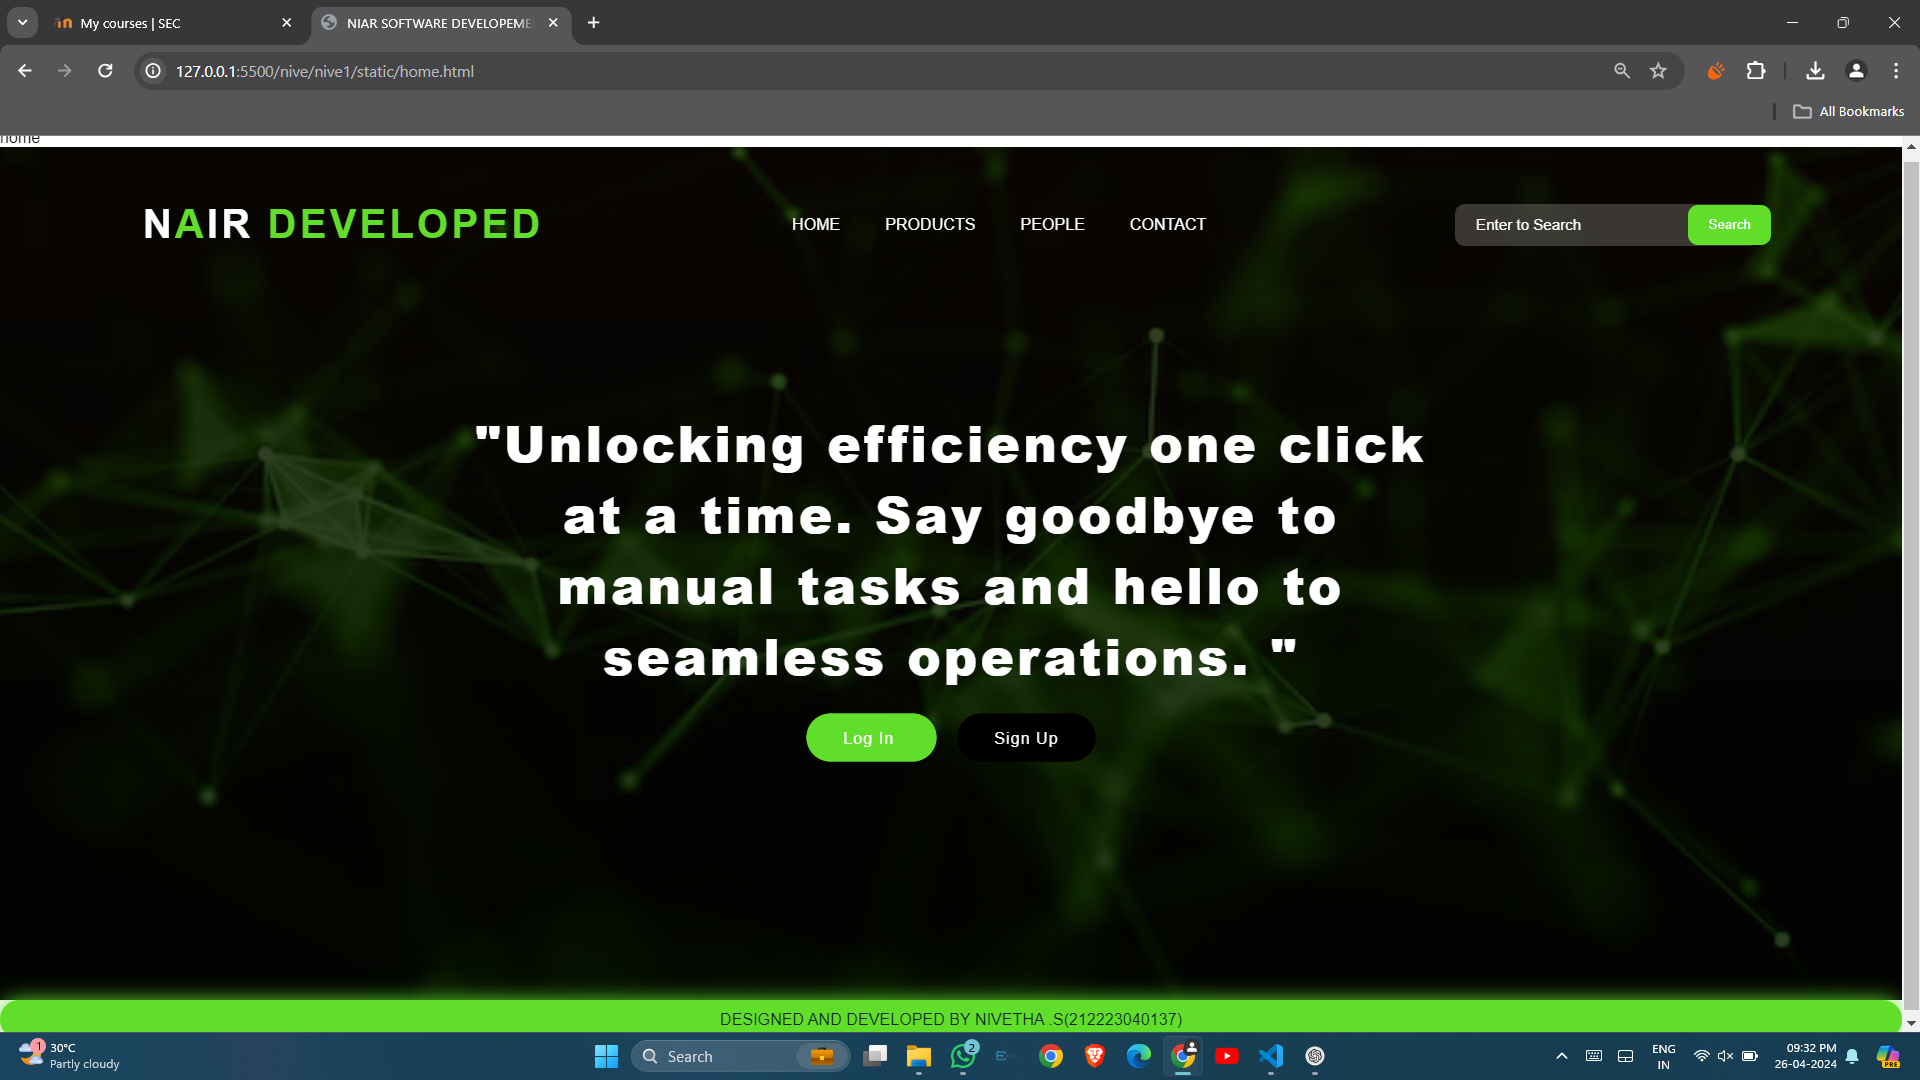 My courses | SEC
NIAR SOFTWARE DEVELOPEME
127.0.0.1:5500/nive/nive1/static/home.html
All Bookmarks
home
NAIR DEVELOPED
HOME PRODUCTS PEOPLE CONTACT
Enter to Search Search
"Unlocking efficiency one click
at a time. Say goodbye to
manual tasks and hello to
seamless operations. "
Log In Sign Up
DESIGNED AND DEVELOPED BY NIVETHA .S(212223040137)
1
30°C
Partly cloudy
Search
2
ENG
IN
09:32 PM
26-04-2024
PRE